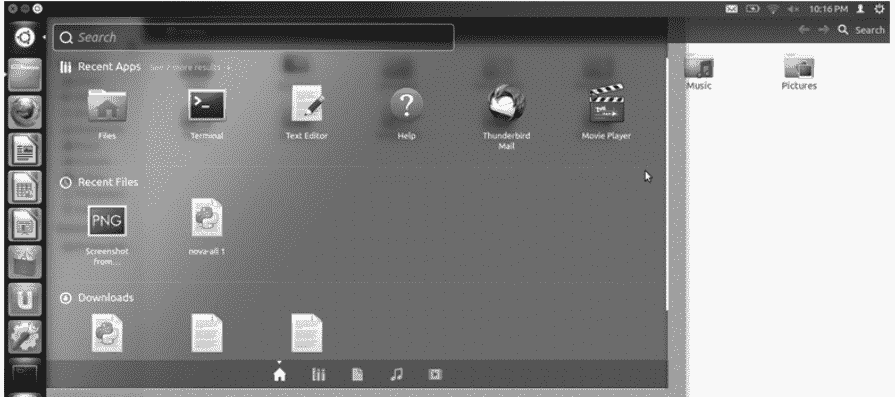 10:16 PM
Search
Search
Recent Apps See 7 more results
Files
Terminal
Text Editor
Help
Thunderbird
Mail
Movie Player
Music
Pictures
Recent Files
PNG
Screenshot
from...
nova-all 1
Downloads